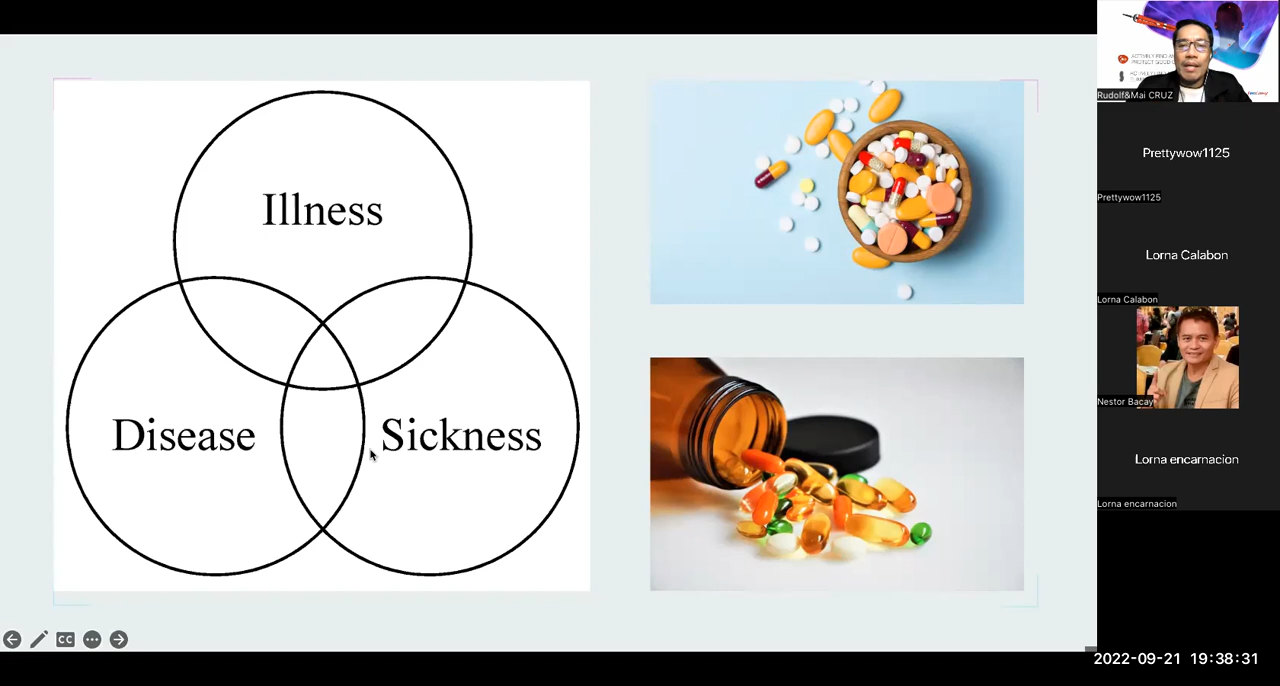 Illness
Disease
Sickness
CC
Rudolf&Mai CRUZ
Prettywow1125
Prettywow1125
Lorna Calabon
Lorna Calabon
Nestor Bacay
Lorna encarnacion
Lorna encarnacion
2022-09-21 19:38:31